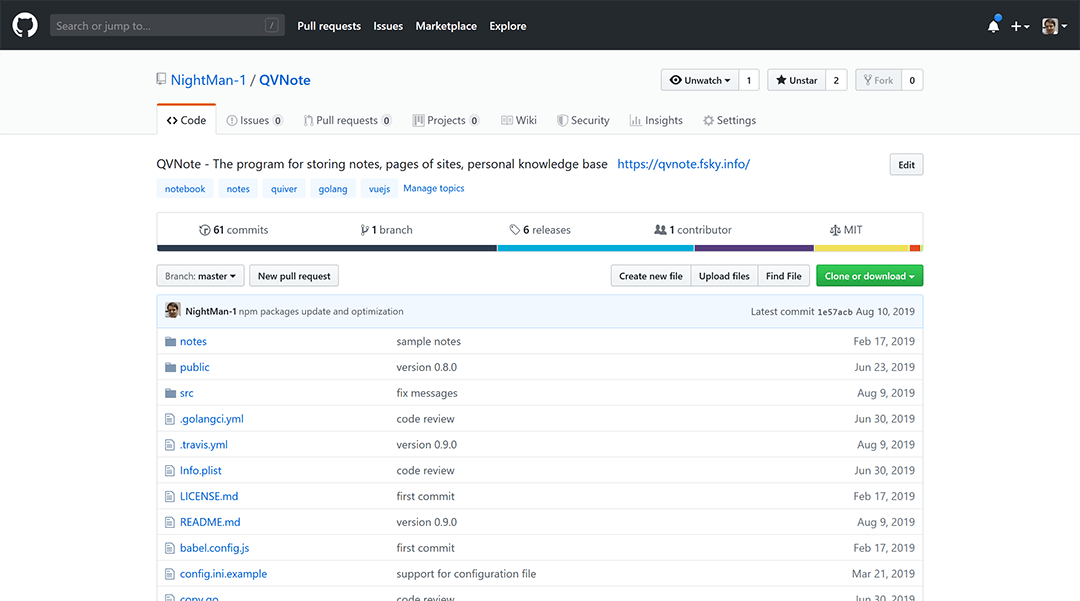 Search or jump to... / Pull requests Issues Marketplace Explore
NightMan-1 / QVNote Unwatch 1 Unstar 2 Fork 0
Code Issues 0 Pull requests 0 Projects 0 Wiki Security Insights Settings
QVNote - The program for storing notes, pages of sites, personal knowledge base https://qvnote.fsky.info/ Edit
notebook notes quiver golang vuejs Manage topics
61 commits 1 branch 6 releases 1 contributor MIT
Branch: master New pull request Create new file Upload files Find File Clone or download
NightMan-1 npm packages update and optimization Latest commit 1e57acb Aug 10, 2019
notes sample notes Feb 17, 2019
public version 0.8.0 Jun 23, 2019
src fix messages Aug 9, 2019
.golangci.yml code review Jun 30, 2019
.travis.yml version 0.9.0 Aug 9, 2019
Info.plist code review Jun 30, 2019
LICENSE.md first commit Feb 17, 2019
README.md version 0.9.0 Aug 9, 2019
babel.config.js first commit Feb 17, 2019
config.ini.example support for configuration file Mar 21, 2019
copy.go code review Jun 30, 2019